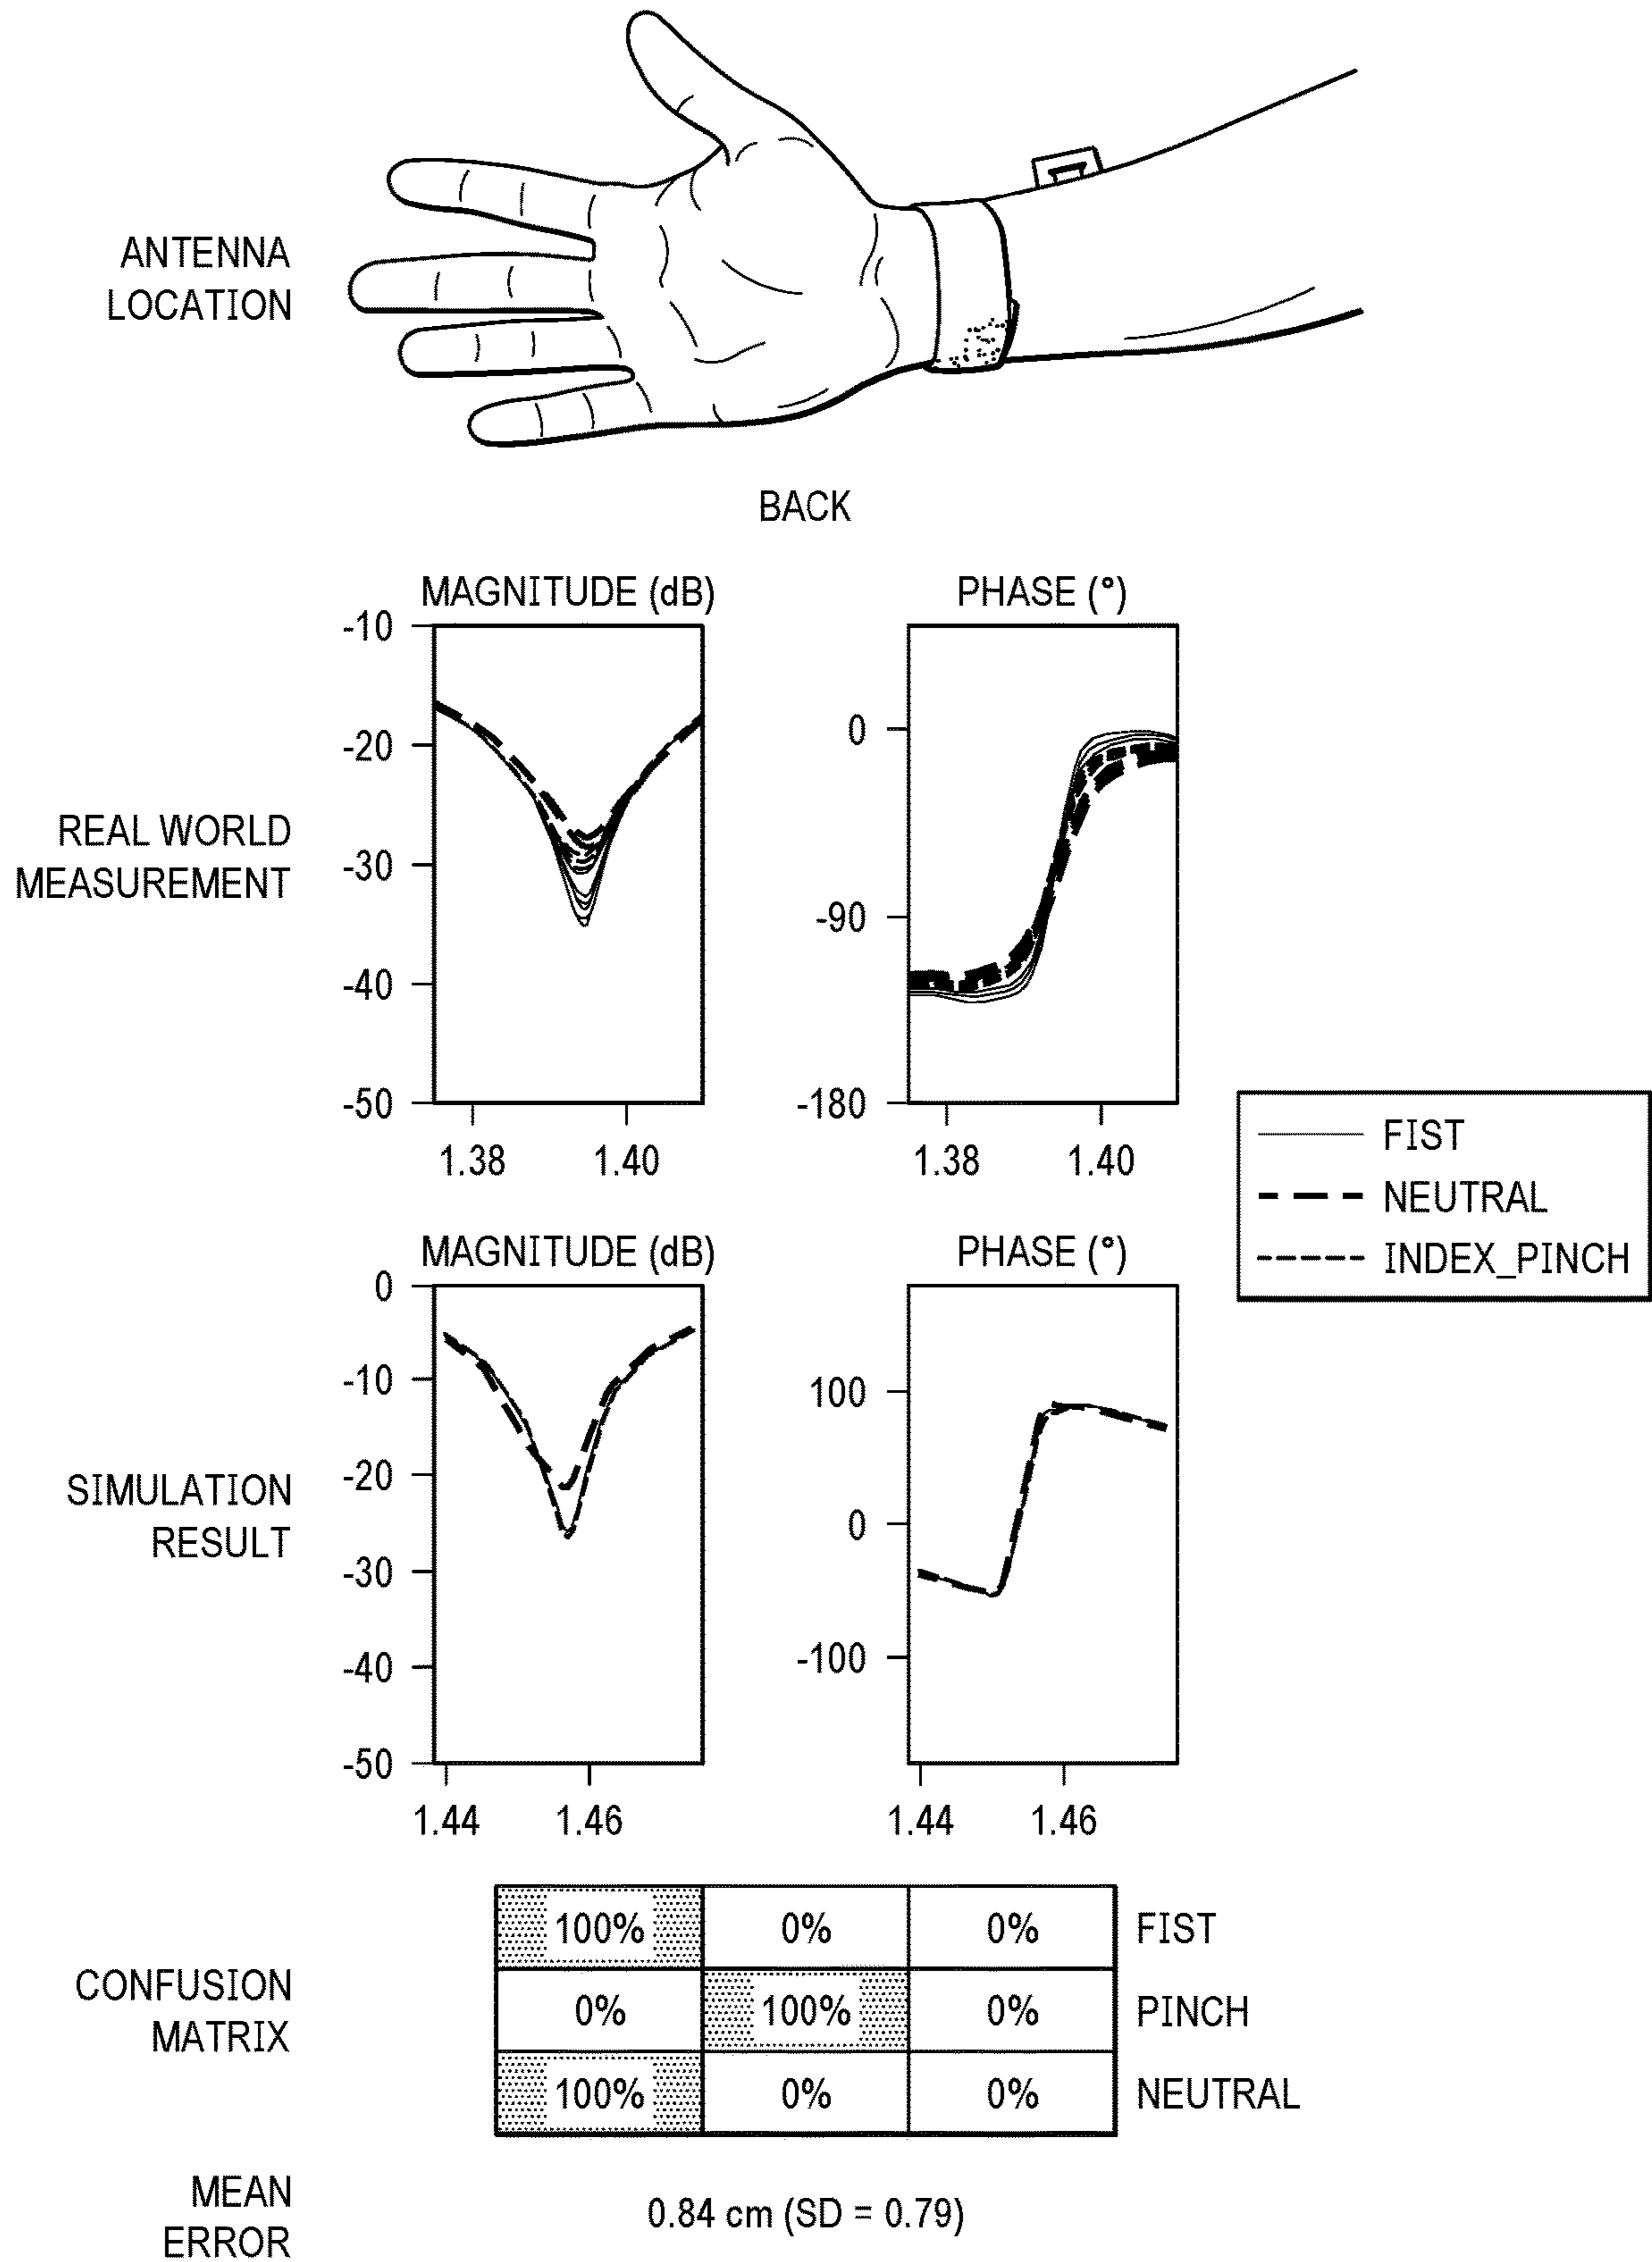 ANTENNA
LOCATION
BACK
MAGNITUDE (dB)
PHASE (°)
-10
-20
-30
-40
-50
0
-90
-180
REAL WORLD
MEASUREMENT
1.38
1.40
1.38
1.40
FIST
NEUTRAL
INDEX_PINCH
MAGNITUDE (dB)
PHASE (°)
0
-10
-20
-30
-40
-50
100
0
-100
SIMULATION
RESULT
1.44
1.46
1.44
1.46
CONFUSION
MATRIX
100% 0% 0% FIST
0% 100% 0% PINCH
100% 0% 0% NEUTRAL
MEAN
ERROR
0.84 cm (SD = 0.79)